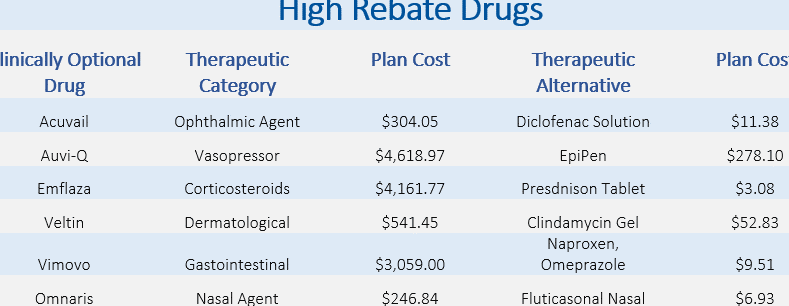 High Rebate Drugs
linically Optional Drug Therapeutic Category Plan Cost Therapeutic Alternative Plan Cost
Acuvail Ophthalmic Agent $304.05 Diclofenac Solution $11.38
Auvi-Q Vasopressor $4,618.97 EpiPen $278.10
Emflaza Corticosteroids $4,161.77 Presdnison Tablet $3.08
Veltin Dermatological $541.45 Clindamycin Gel $52.83
Vimovo Gastointestinal $3,059.00 Naproxen, Omeprazole $9.51
Omnaris Nasal Agent $246.84 Fluticasonal Nasal $6.93